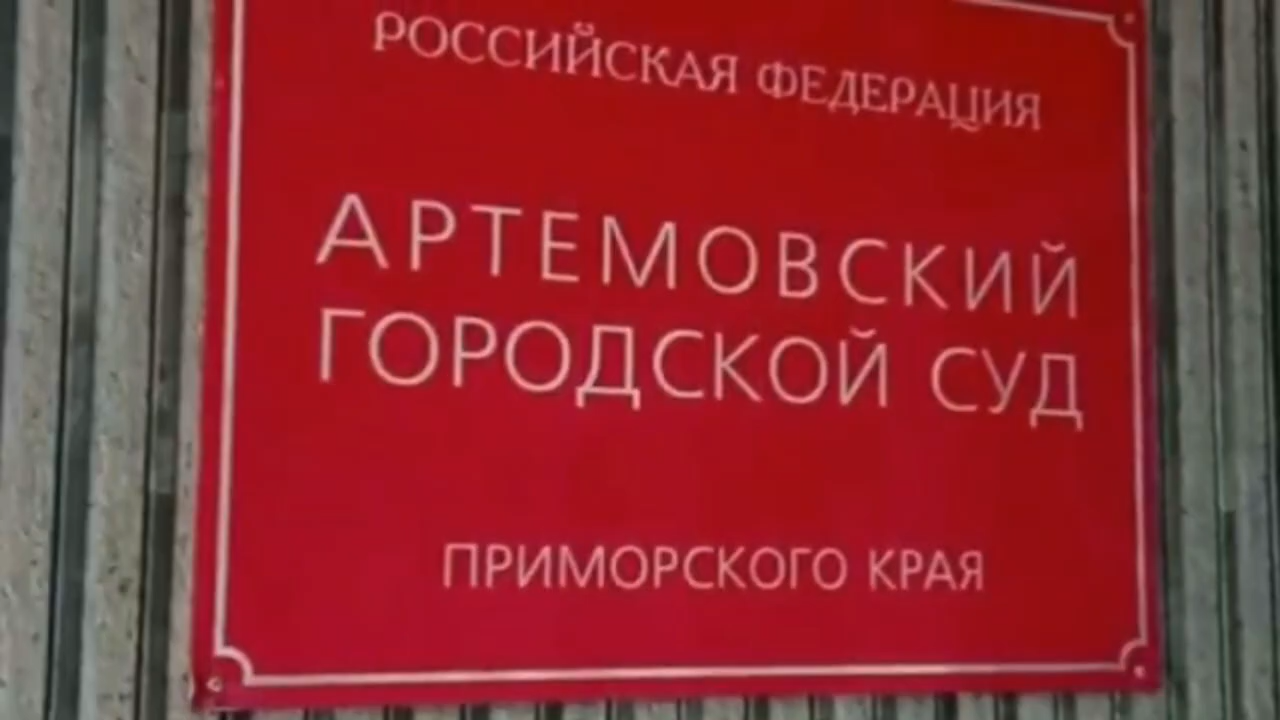 РОССИЙСКАЯ ФЕДЕРАЦИЯ
АРТЕМОВСКИЙ
ГОРОДСКОЙ СУД
ПРИМОРСКОГО КРАЯ